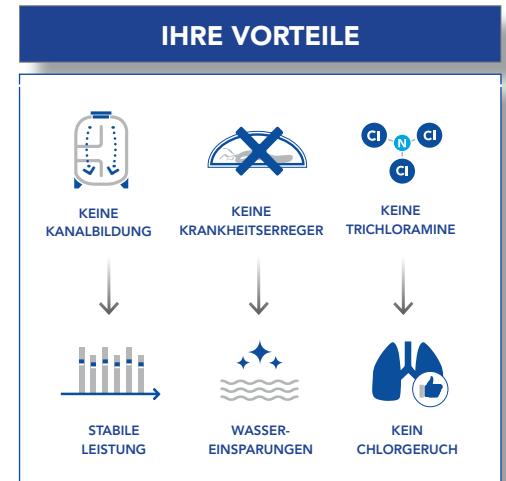 IHRE VORTEILE
Cl N Cl
Cl
KEINE
KANALBILDUNG
KEINE
KRANKHEITSERREGER
KEINE
TRICHLORAMINE
STABILE
LEISTUNG
WASSER-
EINSPARUNGEN
KEIN
CHLORGERUCH